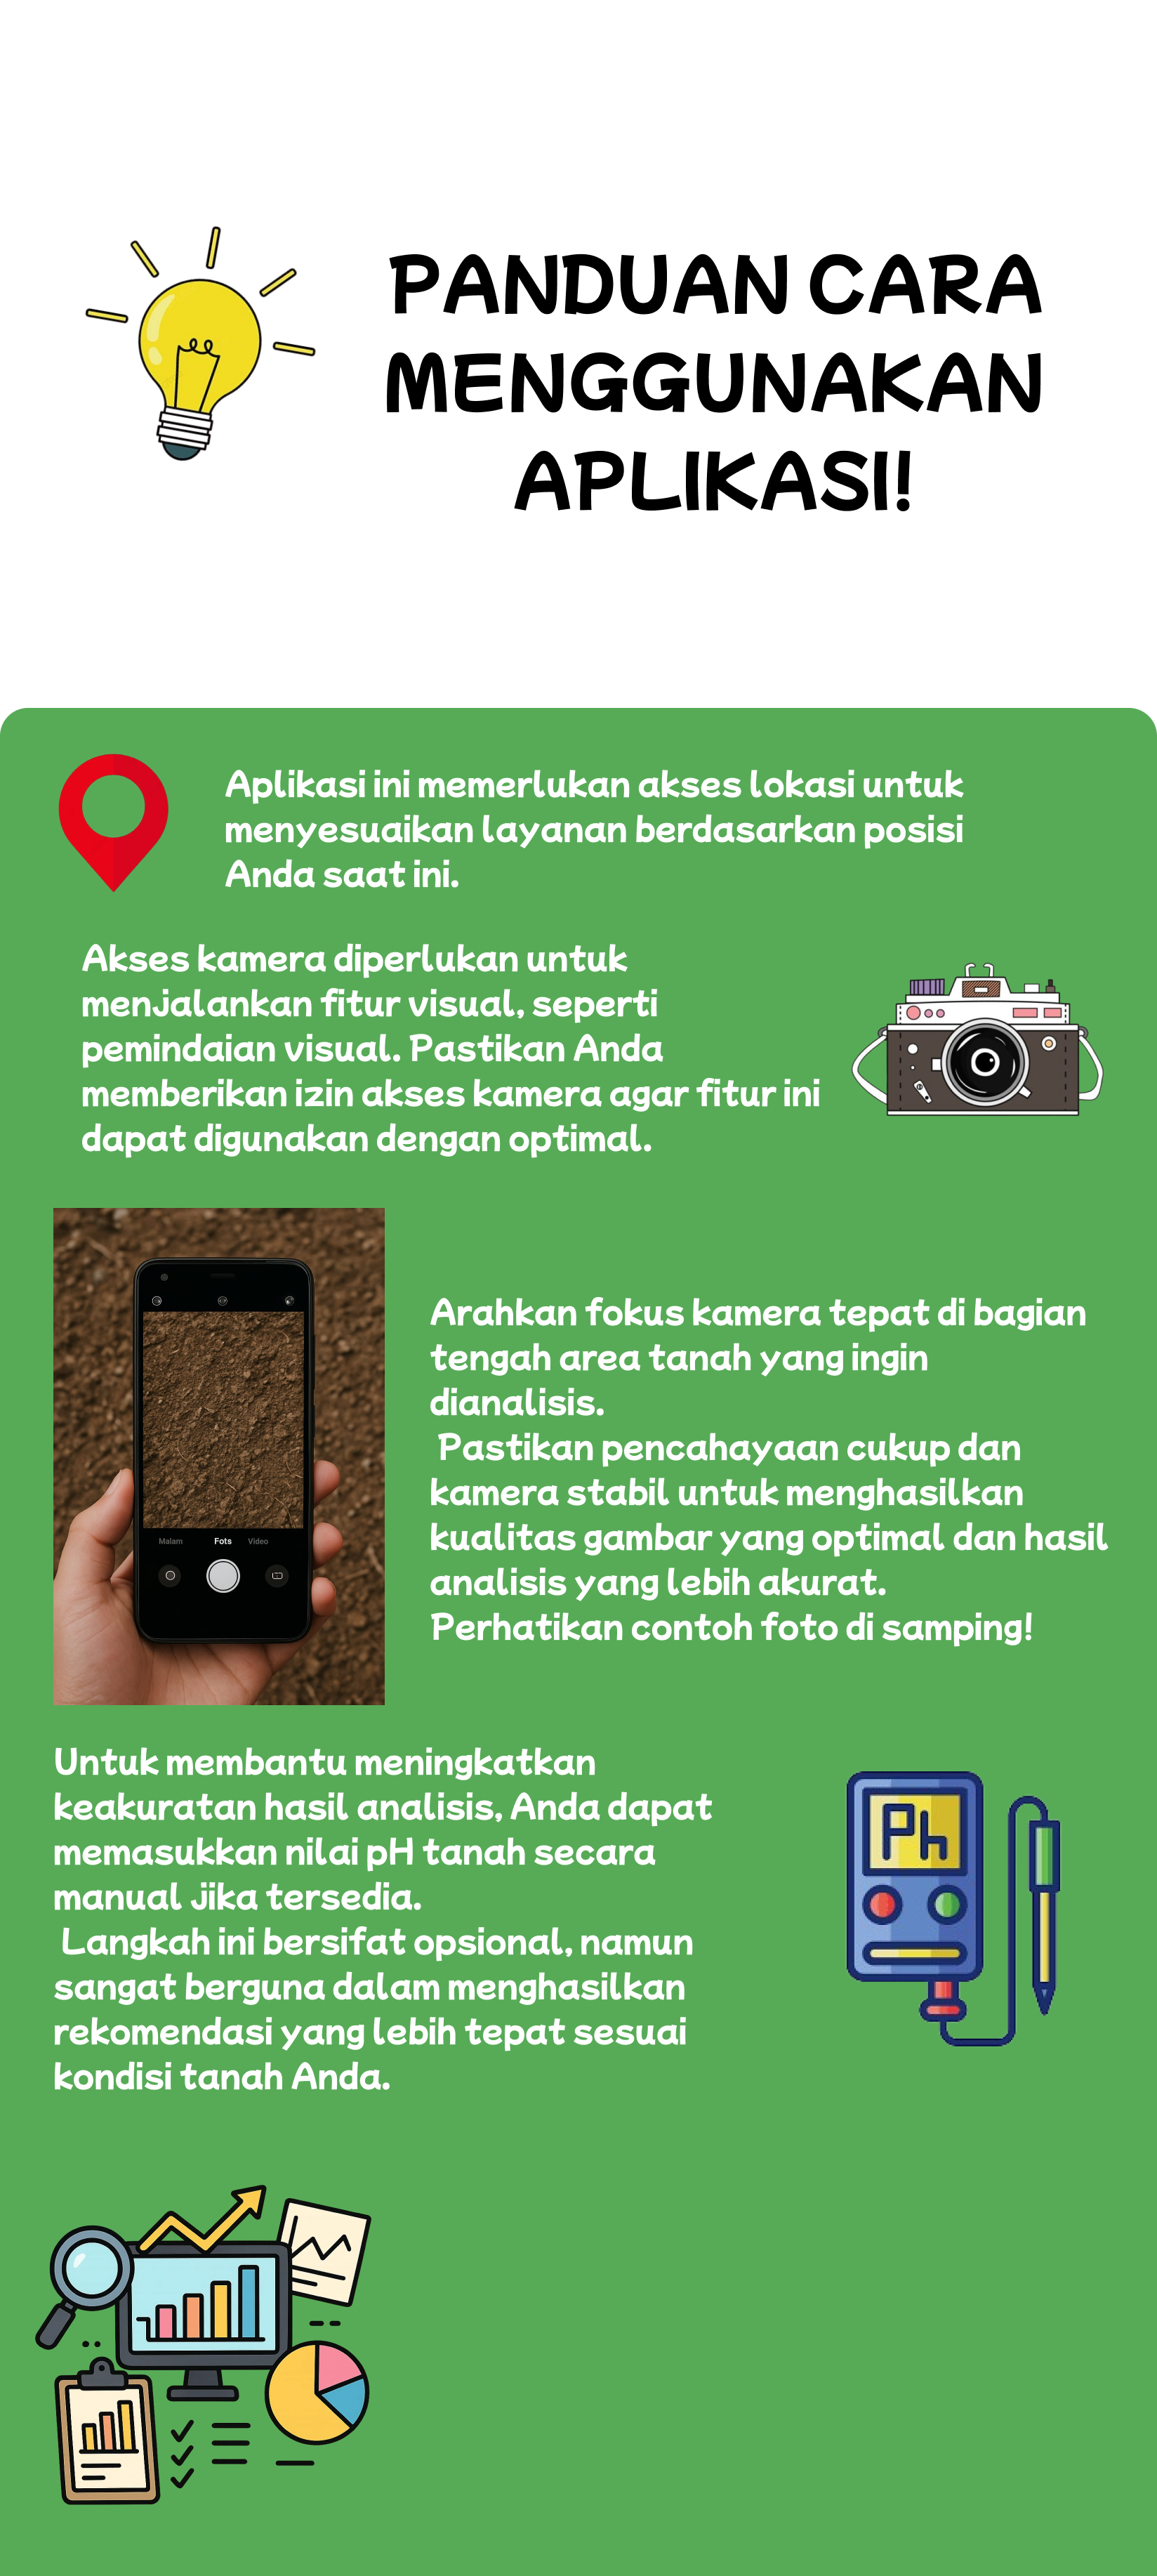 PANDUAN CARA
MENGGUNAKAN
APLIKASI!
Aplikasi ini memerlukan akses lokasi untuk
menyesuaikan layanan berdasarkan posisi
Anda saat ini.
Akses kamera diperlukan untuk
menjalankan fitur visual, seperti
pemindaian visual. Pastikan Anda
memberikan izin akses kamera agar fitur ini
dapat digunakan dengan optimal.
Malam Foto Video
Arahkan fokus kamera tepat di bagian
tengah area tanah yang ingin
dianalisis.
Pastikan pencahayaan cukup dan
kamera stabil untuk menghasilkan
kualitas gambar yang optimal dan hasil
analisis yang lebih akurat.
Perhatikan contoh foto di samping!
Untuk membantu meningkatkan
keakuratan hasil analisis, Anda dapat
memasukkan nilai pH tanah secara
manual jika tersedia.
Langkah ini bersifat opsional, namun
sangat berguna dalam menghasilkan
rekomendasi yang lebih tepat sesuai
kondisi tanah Anda.
Ph